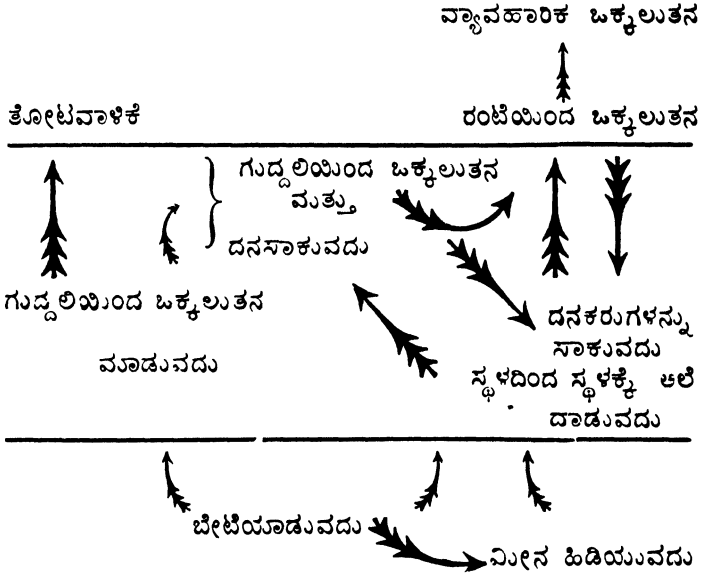 ವ್ಯಾವಹಾರಿಕ ಒಕ್ಕಲುತನ
ತೋಟವಾಳಿಕೆ
ರಂಟೆಯಿಂದ ಒಕ್ಕಲುತನ
ಗುದ್ದಲಿಯಿಂದ ಒಕ್ಕಲುತನ
ಮತ್ತು
ದನಸಾಕುವದು
ಗುದ್ದಲಿಯಿಂದ ಒಕ್ಕಲುತನ
ಮಾಡುವದು
ದನಕರುಗಳನ್ನು
ಸಾಕುವದು
ಸ್ಥಳದಿಂದ ಸ್ಥಳಕ್ಕೆ ಅಲೆ
ದಾಡುವದು
ಬೇಟೆಯಾಡುವದು
ಮೀನ ಹಿಡಿಯುವದು